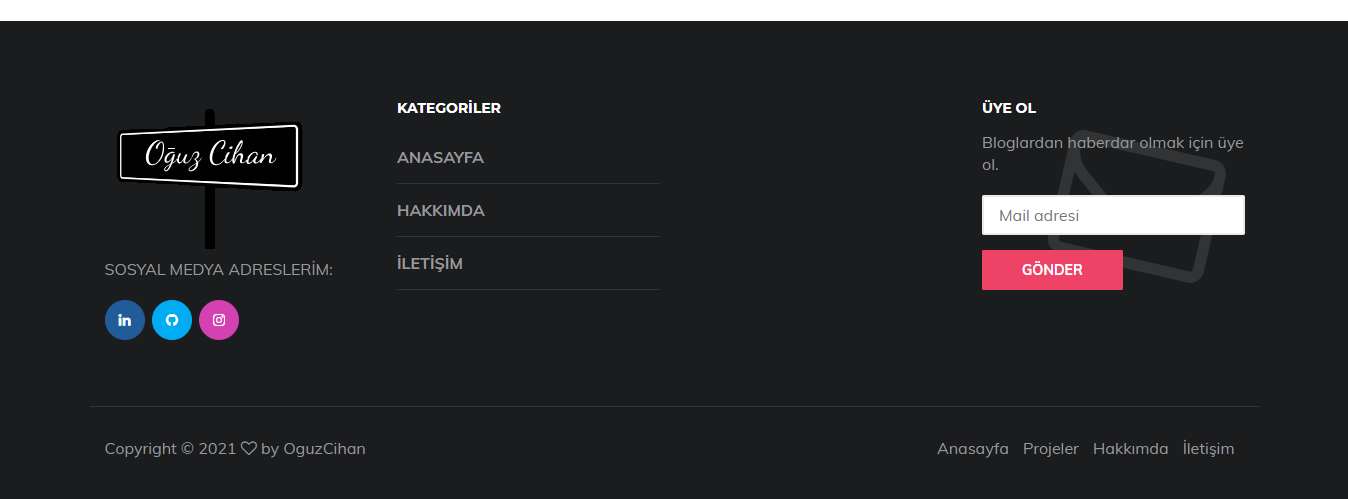 Oğuz Cihan
SOSYAL MEDYA ADRESLERİM:
in
KATEGORİLER
ANASAYFA
HAKKIMDA
İLETİŞİM
ÜYE OL
Bloglardan haberdar olmak için üye
ol.
Mail adresi
GÖNDER
Copyright © 2021 ♡ by OguzCihan
Anasayfa Projeler Hakkımda İletişim